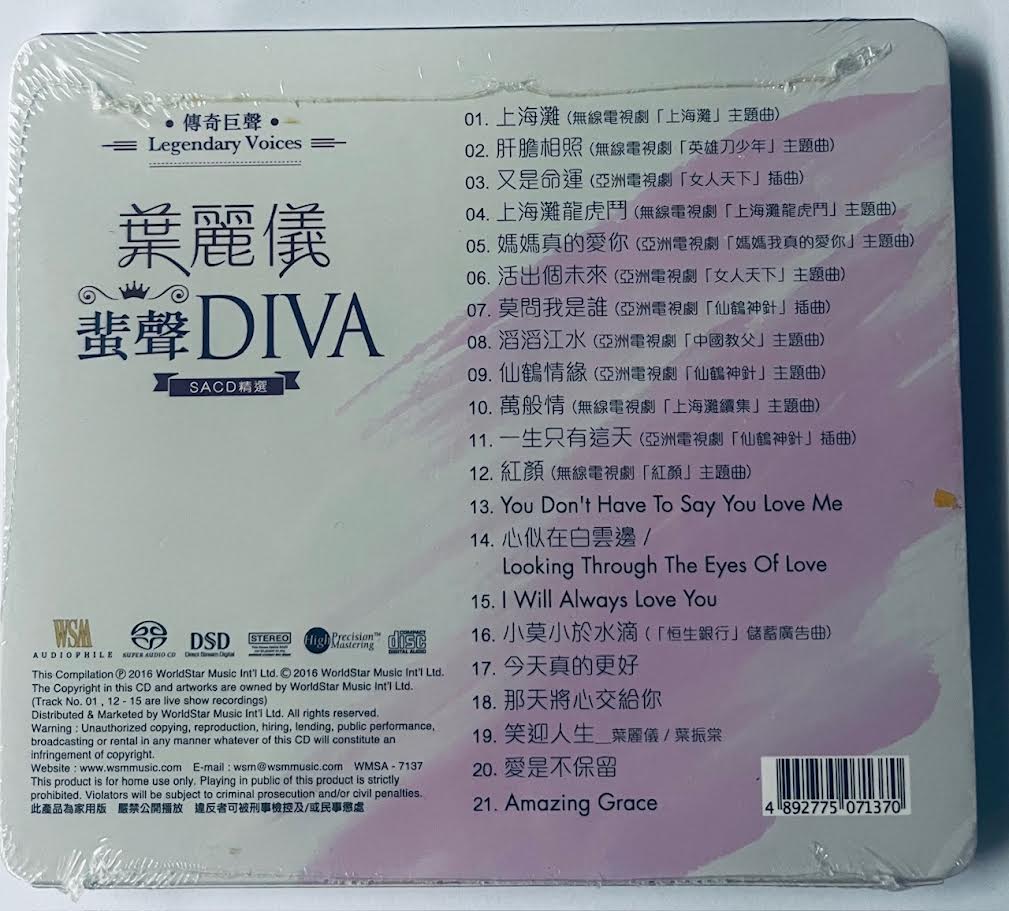 • 傳奇巨聲 •
Legendary Voices
葉麗儀
蜚聲DIVA
SACD精選
01. 上海灘 (無線電視劇「上海灘」主題曲)
02. 肝膽相照 (無線電視劇「英雄刀少年」主題曲)
03. 又是命運 (亞洲電視劇「女人天下」插曲)
04. 上海灘龍虎鬥 (無線電視劇「上海灘龍虎鬥」主題曲)
05. 媽媽真的愛你 (亞洲電視劇「媽媽我真的愛你」主題曲)
06. 活出個未來 (亞洲電視劇「女人天下」主題曲)
07. 莫問我是誰 (亞洲電視劇「仙鶴神針」插曲)
08. 滔滔江水 (亞洲電視劇「中國教父」主題曲)
09. 仙鶴情緣 (亞洲電視劇「仙鶴神針」主題曲)
10. 萬般情 (無線電視劇「上海灘續集」主題曲)
11. 一生只有這天 (亞洲電視劇「仙鶴神針」插曲)
12. 紅顏 (無線電視劇「紅顏」主題曲)
13. You Don't Have To Say You Love Me
14. 心似在白雲邊 /
Looking Through The Eyes Of Love
15. I Will Always Love You
16. 小莫小於水滴 (「恒生銀行」儲蓄廣告曲)
17. 今天真的更好
18. 那天將心交給你
19. 笑迎人生_葉麗儀 / 葉振棠
20. 愛是不保留
21. Amazing Grace
WSM
AUDIOPHILE
SUPER AUDIO CD
DSD
Direct Stream Digital
STEREO
High Precision™
Mastering
COMPACT
disc
DIGITAL AUDIO
This Compilation Ⓟ 2016 WorldStar Music Int'l Ltd. © 2016 WorldStar Music Int'l Ltd.
The Copyright in this CD and artworks are owned by WorldStar Music Int'l Ltd.
(Track No. 01 , 12 - 15 are live show recordings)
Distributed & Marketed by WorldStar Music Int'l Ltd. All rights reserved.
Warning : Unauthorized copying, reproduction, hiring, lending, public performance,
broadcasting or rental in any manner whatever of this CD will constitute an
infringement of copyright.
Website : www.wsmmusic.com E-mail : wsm@wsmmusic.com WMSA - 7137
This product is for home use only. Playing in public of this product is strictly
prohibited. Violators will be subject to criminal prosecution and/or civil penalties.
此產品為家用版 嚴禁公開播放 違反者可被刑事檢控及/或民事懲處
4 892775 071370